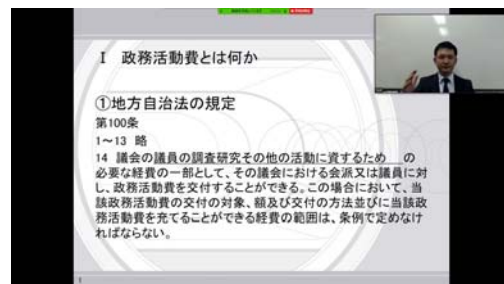 Ⅰ 政務活動費とは何か
①地方自治法の規定
第100条
1～13 略
14 議会の議員の調査研究その他の活動に資するため の
必要な経費の一部として、その議会における会派又は議員に対
し、政務活動費を交付することができる。この場合において、当
該政務活動費の交付の対象、額及び交付の方法並びに当該政
務活動費を充てることができる経費の範囲は、条例で定めなけ
ればならない。